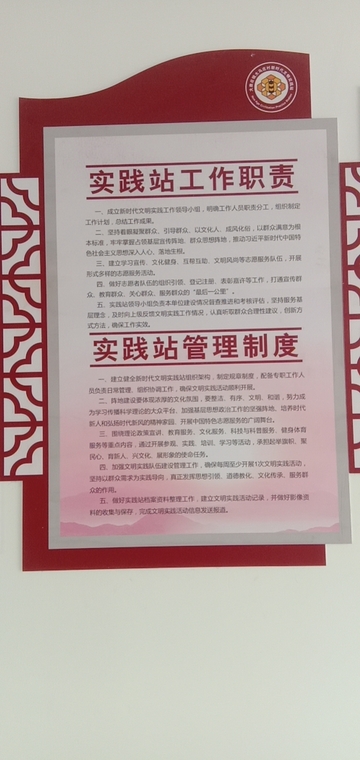 实践站工作职责
一、成立新时代文明实践工作领导小组，明确工作人员职责分工，组织制定
工作计划，总结工作成果。
二、坚持着眼凝聚群众、引导群众、以文化人、成风化俗，以群众满意为根
本标准，牢牢掌握占领基层宣传阵地、群众思想阵地，推动习近平新时代中国特
色社会主义思想深入人心、落地生根。
三、建立学习宣传、文化健身、互帮互助、文明风尚等志愿服务队伍，开展
形式多样的志愿服务活动。
四、做好志愿者队伍的组织引领、登记注册、表彰嘉许等工作，打通宣传群
众、教育群众、关心群众、服务群众的“最后一公里”。
五、实践站领导小组负责本单位建设情况督查推进和考核评估，坚持服务基
层理念，及时向上级反馈文明实践工作情况，认真听取群众合理性建议，创新方
式方法，确保工作实效。
实践站管理制度
一、建立健全新时代文明实践站组织架构，制定规章制度，配备专职工作人
员负责日常管理、组织协调工作，确保文明实践活动顺利开展。
二、阵地建设要体现浓厚的文化氛围，要整洁、有序、文明、和谐，努力成
为学习传播科学理论的大众平台、加强基层思想政治工作的坚强阵地、培养时代
新人和弘扬时代新风的精神家园、开展中国特色志愿服务的广阔舞台。
三、围绕理论政策宣讲、教育服务、文化服务、科技与科普服务、健身体育
服务等重点内容，通过开展参观、实践、培训、学习等活动，承担起举旗帜、聚
民心、育新人、兴文化、展形象的使命任务。
四、加强文明实践队伍建设管理工作，确保每周至少开展1次文明实践活动，
坚持以群众需求为实践导向，真正发挥思想引领、道德教化、文化传承、服务群
众的作用。
五、做好实践站档案资料整理工作，建立文明实践活动记录，并做好影像资
料的收集与保存，完成文明实践活动信息发送报道。